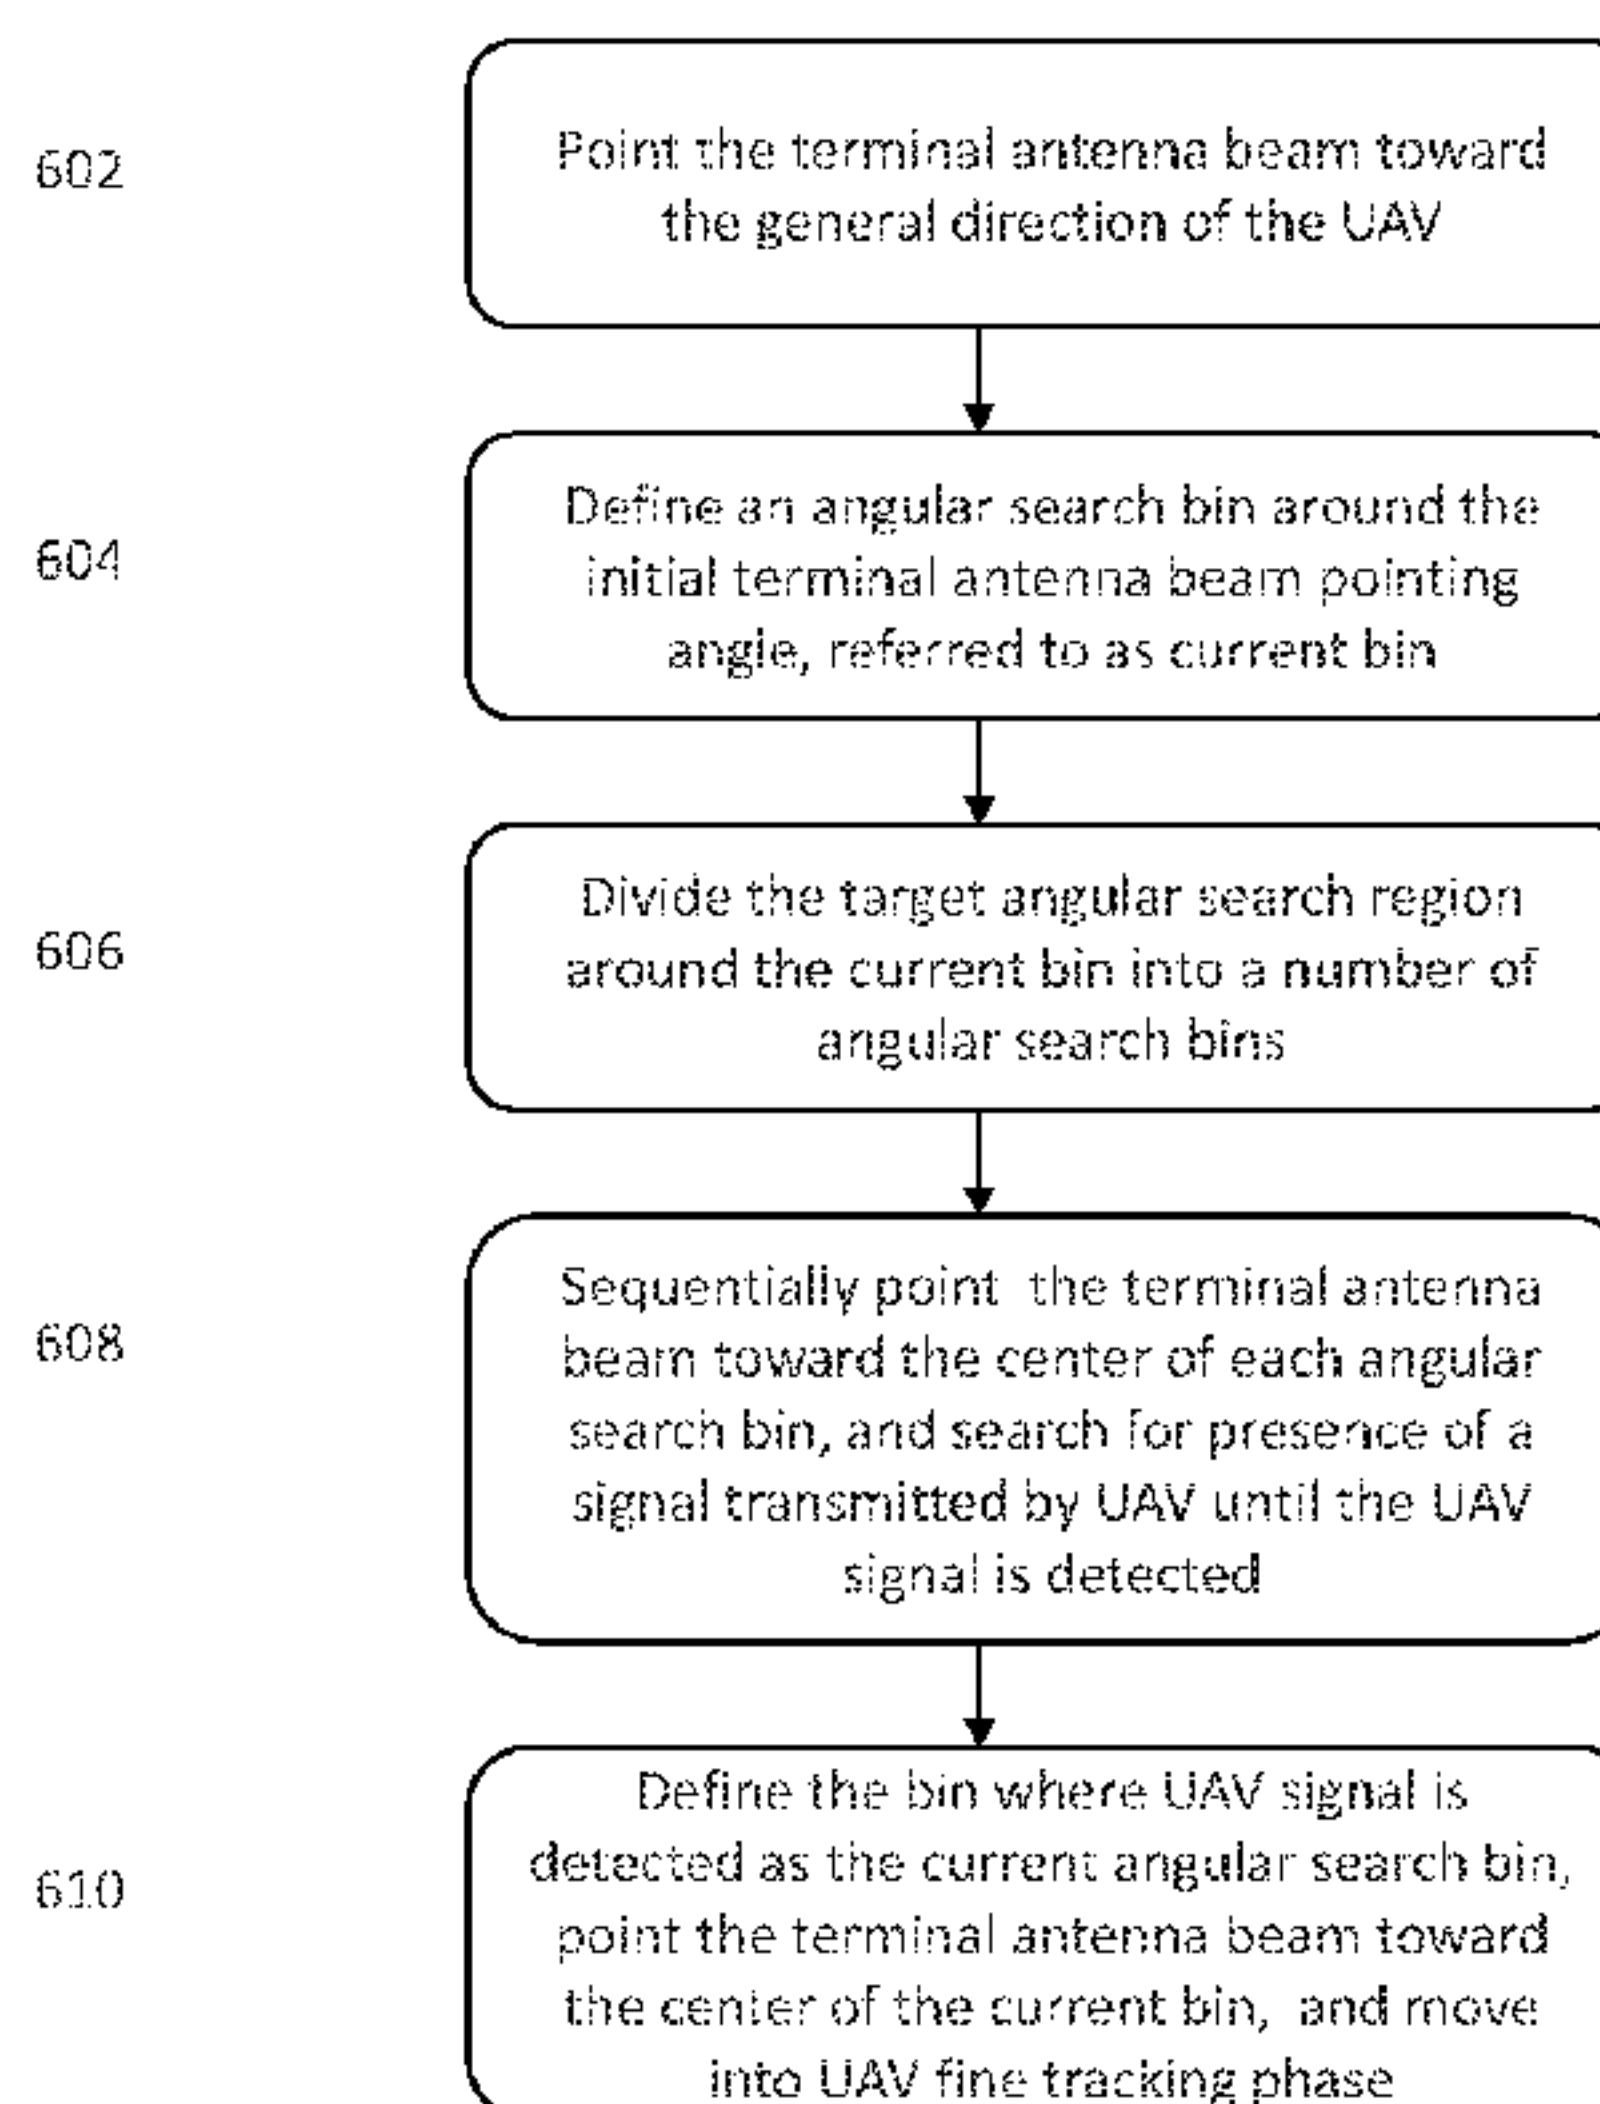 602
Point the terminal antenna beam toward
the general direction of the UAV
604
Define an angular search bin around the
initial terminal antenna beam pointing
angle, referred to as current bin
606
Divide the target angular search region
around the current bin into a number of
angular search bins
608
Sequentially point the terminal antenna
beam toward the center of each angular
search bin, and search for presence of a
signal transmitted by UAV until the UAV
signal is detected
610
Define the bin where UAV signal is
detected as the current angular search bin,
point the terminal antenna beam toward
the center of the current bin, and move
into UAV fine tracking phase